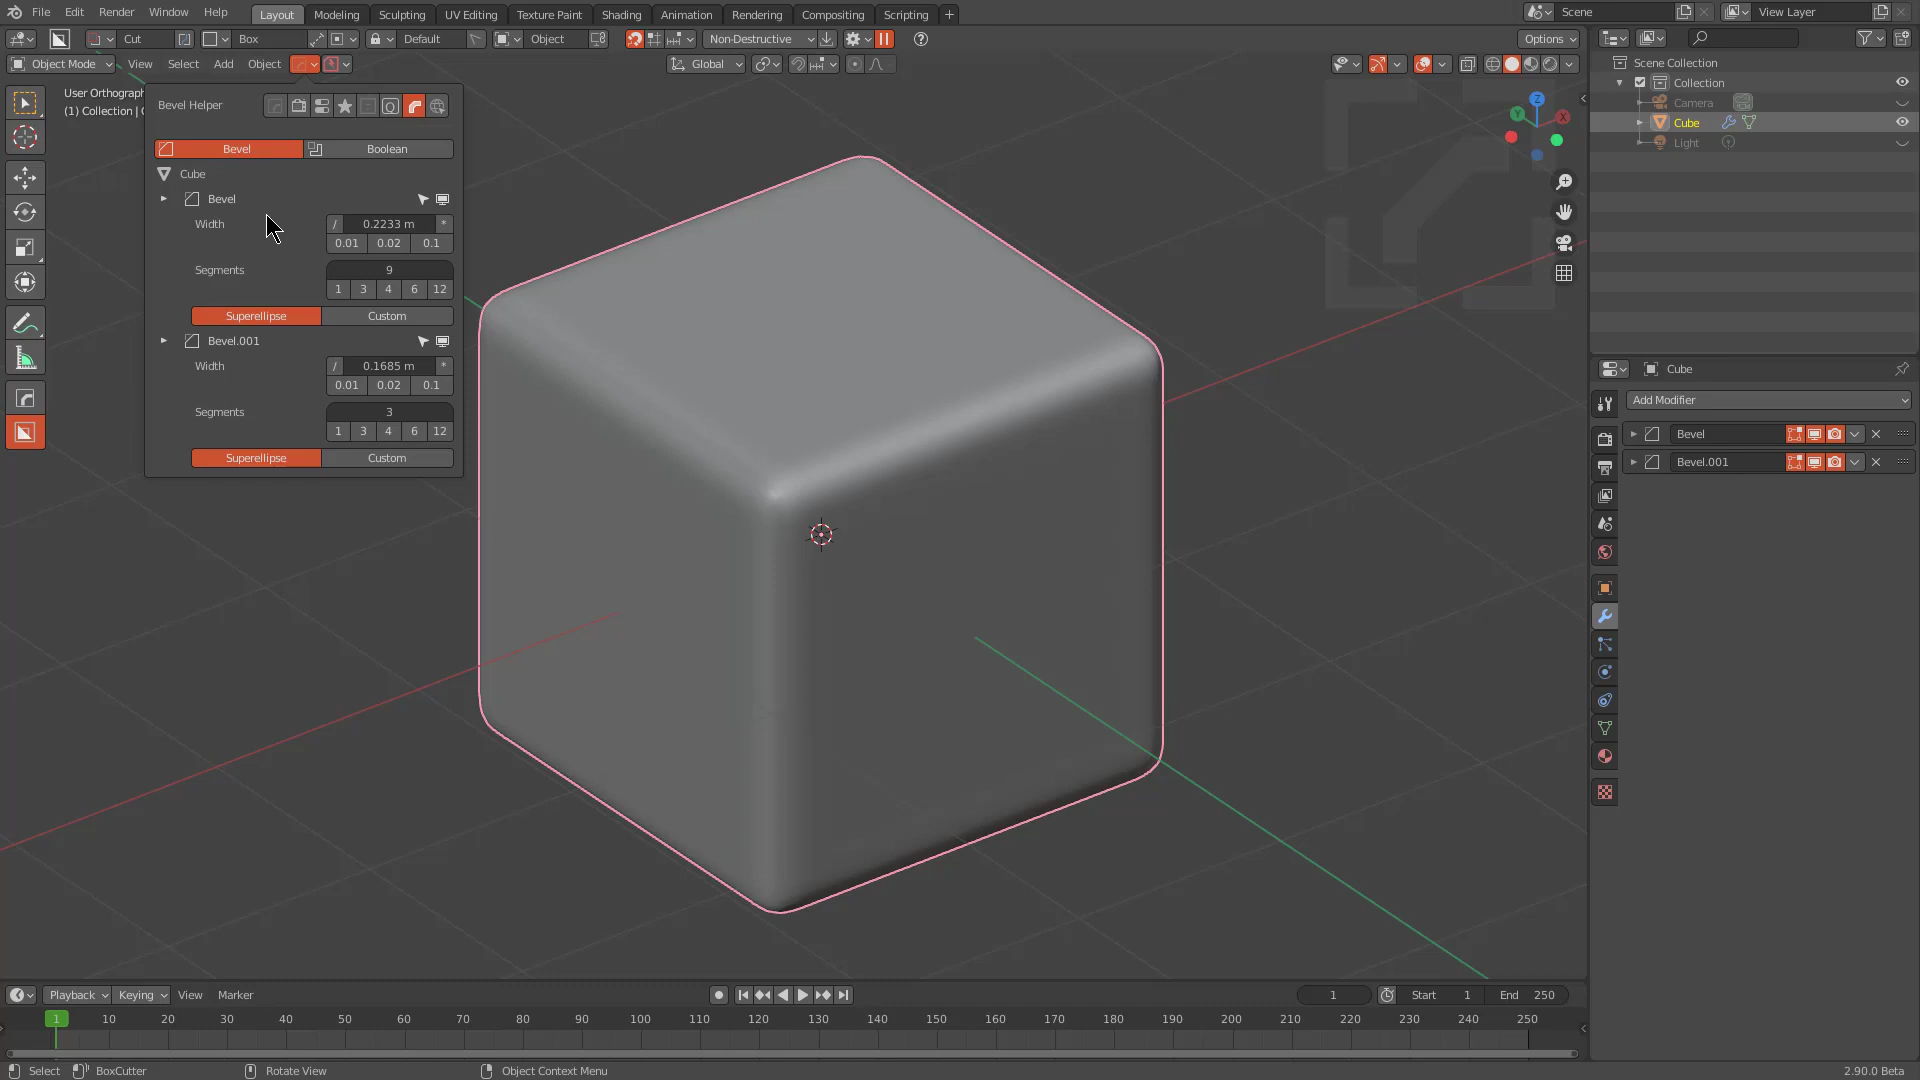 File Edit Render Window Help Layout Modeling Sculpting UV Editing Texture Paint Shading Animation Rendering Compositing Scripting + Scene View Layer
Cut Box Default Object Non-Destructive Options
Object Mode View Select Add Object Global
User Orthograph
(1) Collection |
Bevel Helper
Bevel Boolean
Cube
Bevel
Width / 0.2233 m *
0.01 0.02 0.1
Segments 9
1 3 4 6 12
Superellipse Custom
Bevel.001
Width / 0.1685 m *
0.01 0.02 0.1
Segments 3
1 3 4 6 12
Superellipse Custom
Z
Y
X
Scene Collection
Collection
Camera
Cube
Light
Cube
Add Modifier
Bevel
Bevel.001
Playback Keying View Marker 1 Start 1 End 250
1 10 20 30 40 50 60 70 80 90 100 110 120 130 140 150 160 170 180 190 200 210 220 230 240 250
Select BoxCutter Rotate View Object Context Menu 2.90.0 Beta